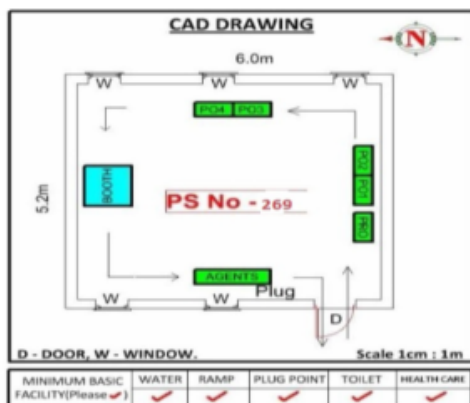 CAD DRAWING
N
6.0m
W W W
PO4 PO3
5.2m
BOOTH
PO2
PO1
PRO
PS No - 269
AGENTS
Plug
W W
D
D - DOOR, W - WINDOW. Scale 1cm : 1m
MINIMUM BASIC FACILITY(Please ✓) WATER RAMP PLUG POINT TOILET HEALTH CARE
✓ ✓ ✓ ✓ ✓